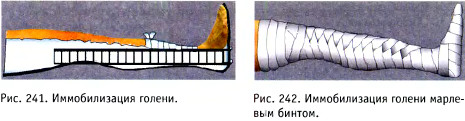 Рис. 241. Иммобилизация голени.
Рис. 242. Иммобилизация голени марле-
вым бинтом.